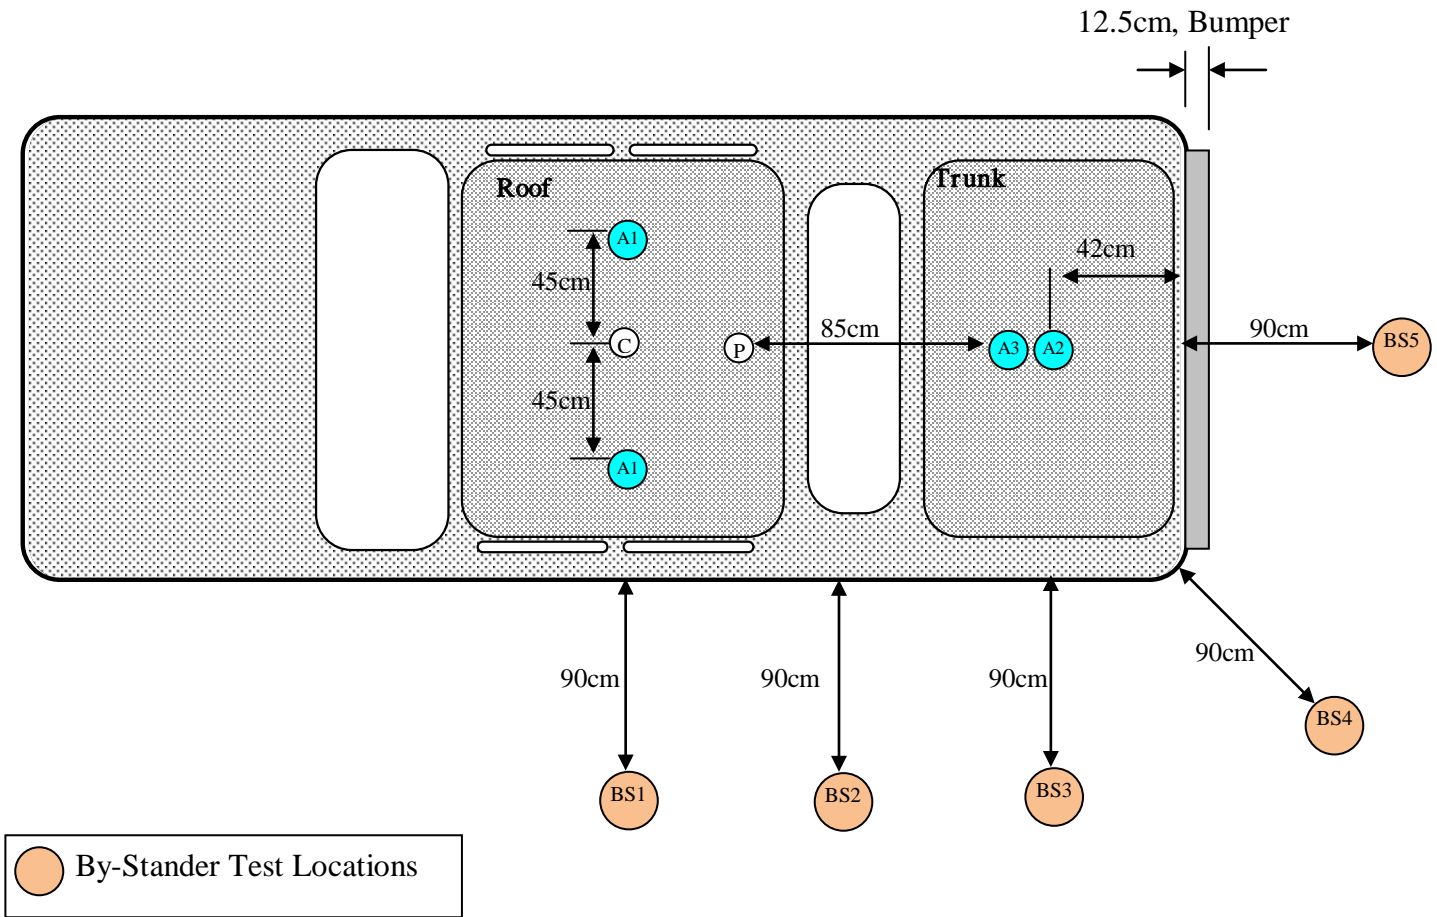 12.5cm, Bumper
Roof
Trunk
A1
42cm
45cm
85cm
90cm
C
P
A3
A2
BS5
45cm
A1
90cm
90cm
90cm
90cm
BS4
BS1
BS2
BS3
By-Stander Test Locations